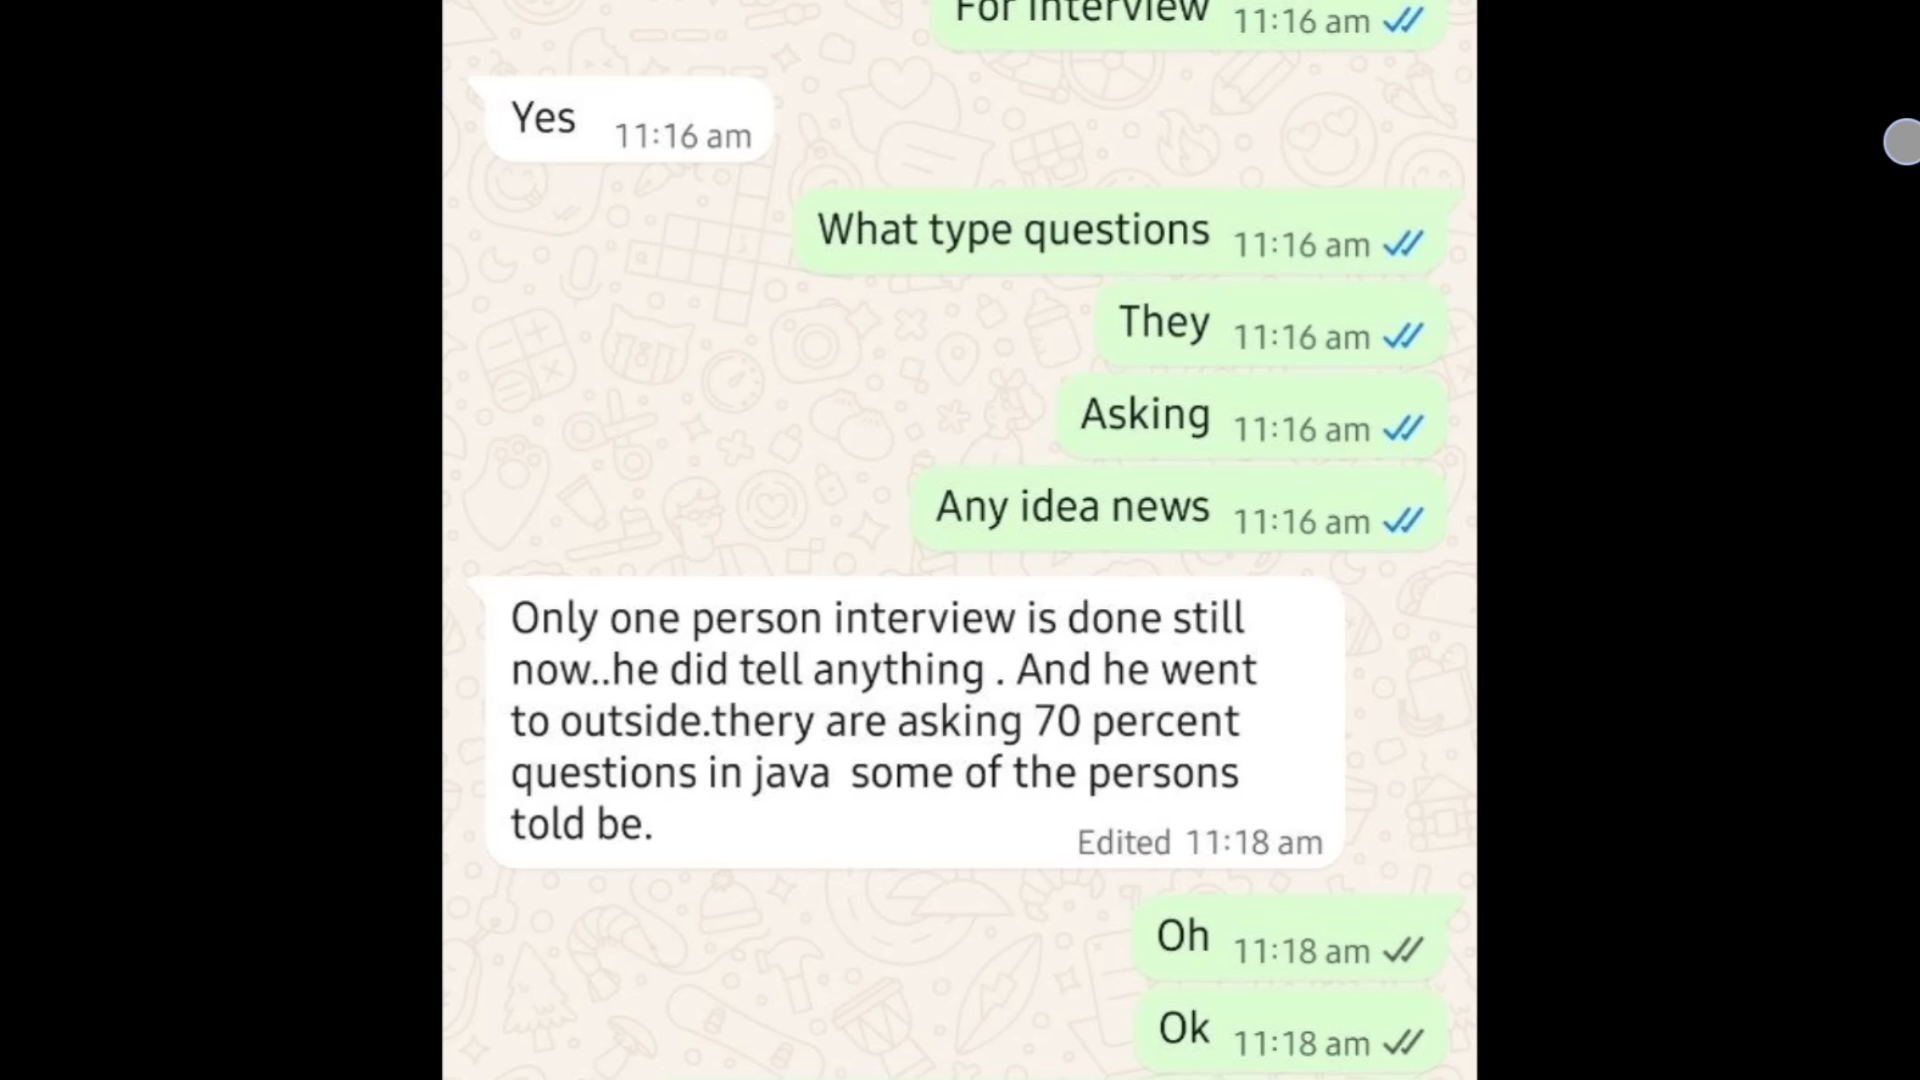 For interview 11:16 am
Yes 11:16 am
What type questions 11:16 am
They 11:16 am
Asking 11:16 am
Any idea news 11:16 am
Only one person interview is done still
now..he did tell anything . And he went
to outside.thery are asking 70 percent
questions in java  some of the persons
told be.
Edited 11:18 am
Oh 11:18 am
Ok 11:18 am